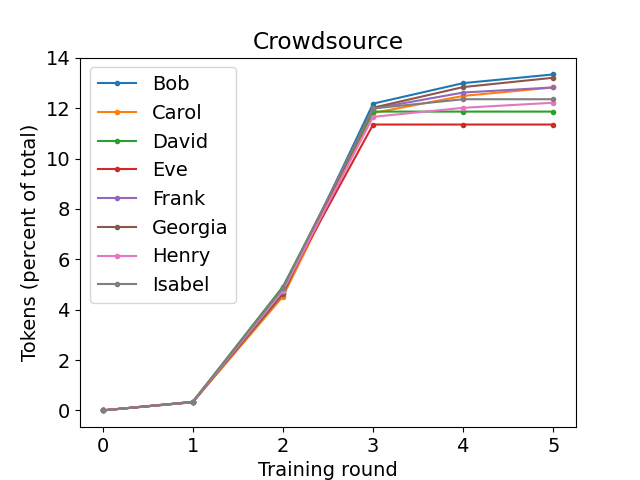 Crowdsource
Tokens (percent of total)
14
12
10
8
6
4
2
0
Bob
Carol
David
Eve
Frank
Georgia
Henry
Isabel
0 1 2 3 4 5
Training round